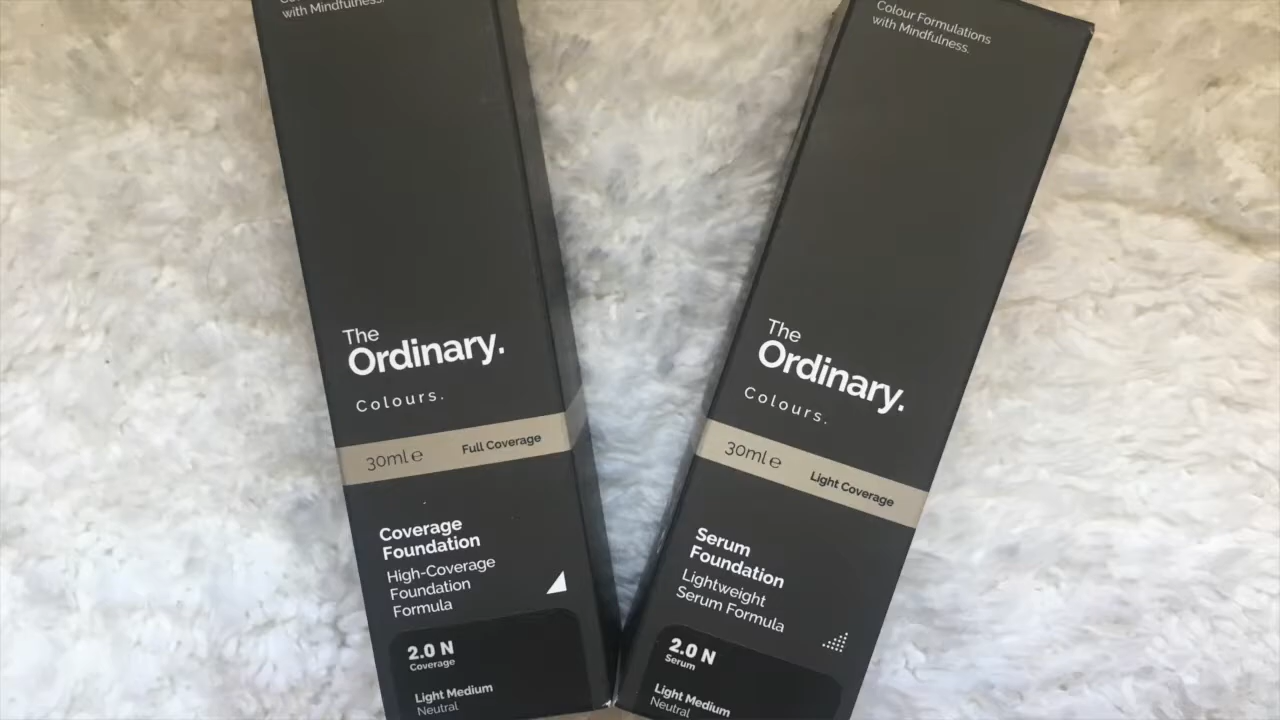 with Mindfulness.
The
Ordinary.
Colours.
30ml e Full Coverage
Coverage
Foundation
High-Coverage
Foundation
Formula
2.0 N
Coverage
Light Medium
Neutral
Colour Formulations
with Mindfulness.
The
Ordinary.
Colours.
30ml e Light Coverage
Serum
Foundation
Lightweight
Serum Formula
2.0 N
Serum
Light Medium
Neutral